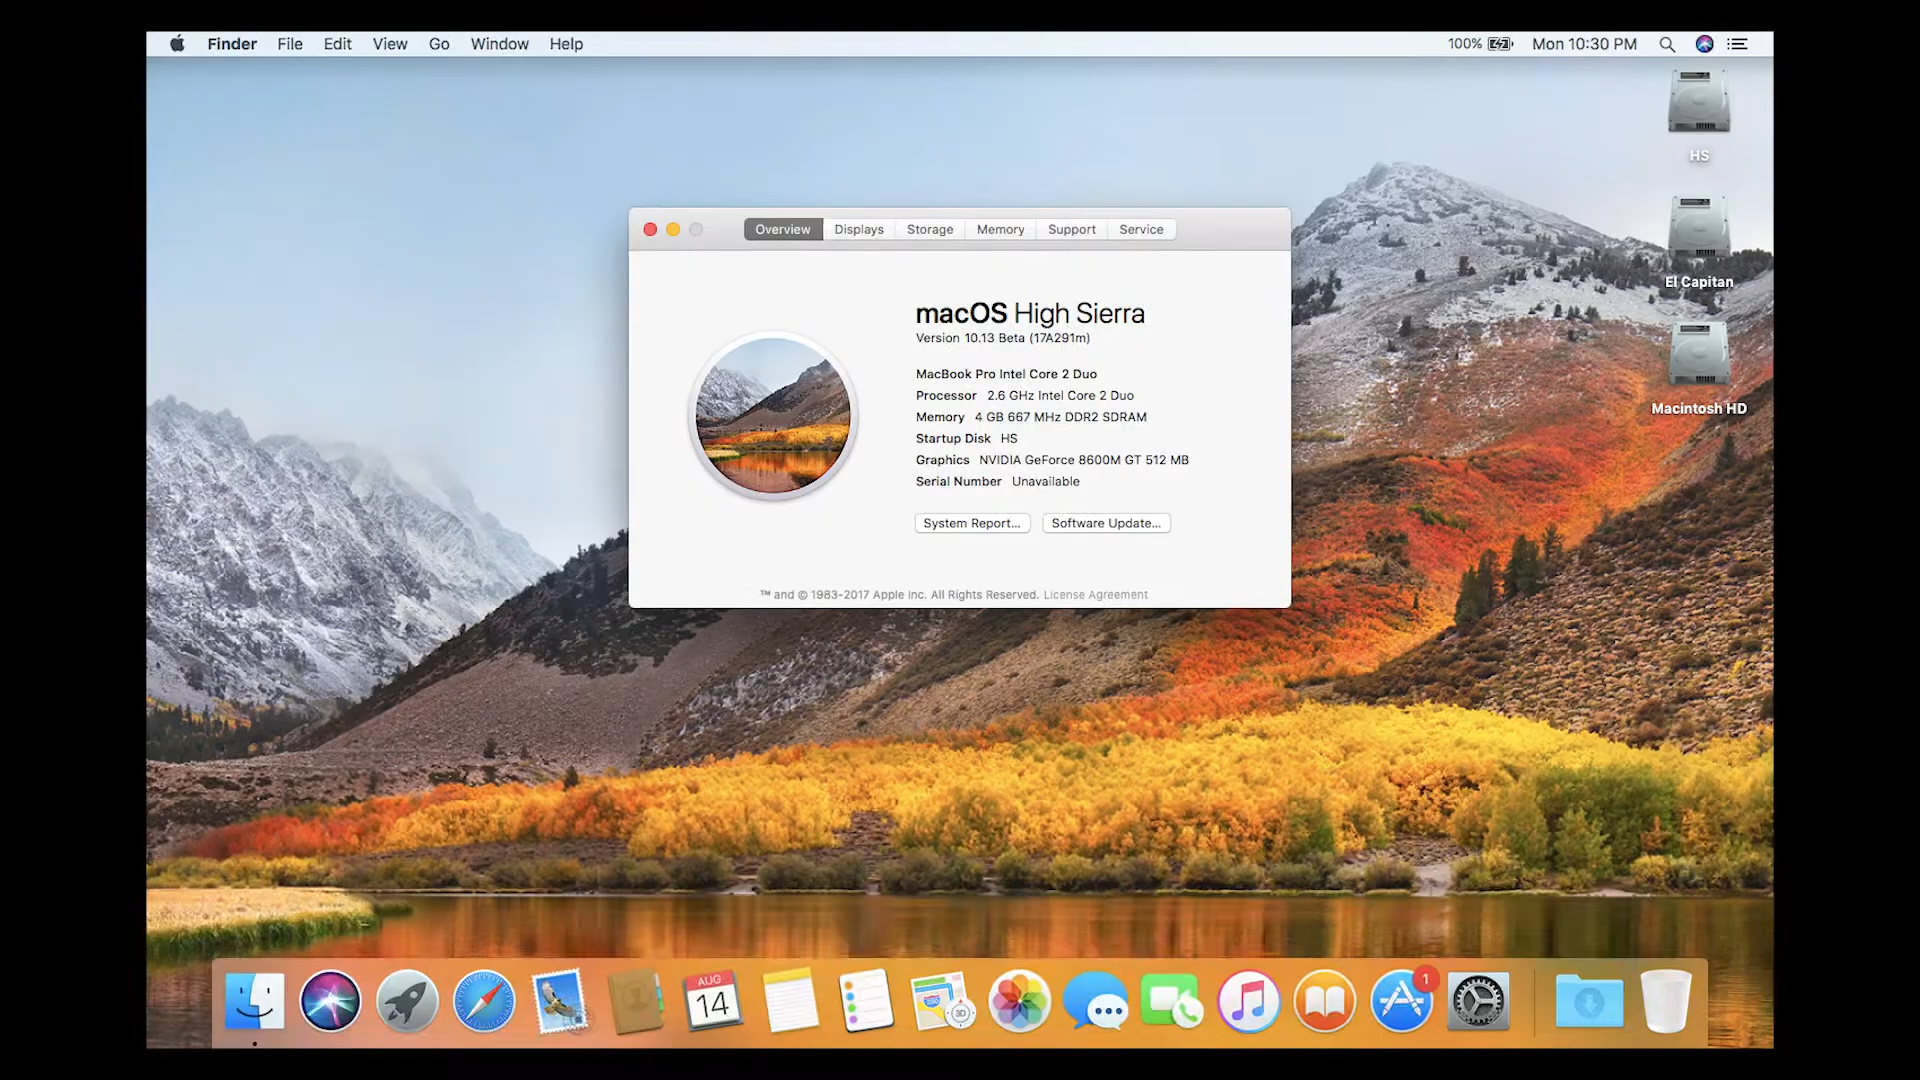 Finder File Edit View Go Window Help 100% Mon 10:30 PM
HS
El Capitan
Macintosh HD
Overview Displays Storage Memory Support Service
macOS High Sierra
Version 10.13 Beta (17A291m)
MacBook Pro Intel Core 2 Duo
Processor 2.6 GHz Intel Core 2 Duo
Memory 4 GB 667 MHz DDR2 SDRAM
Startup Disk HS
Graphics NVIDIA GeForce 8600M GT 512 MB
Serial Number Unavailable
System Report... Software Update...
™ and © 1983-2017 Apple Inc. All Rights Reserved. License Agreement
AUG
14
3D
1